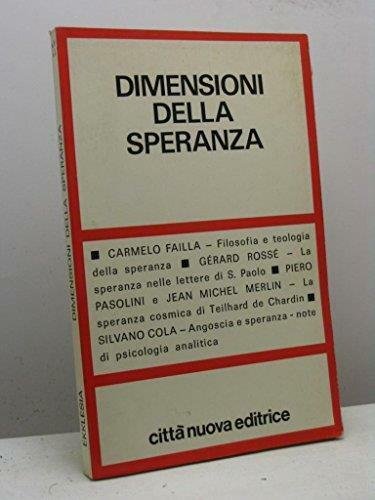 DIMENSIONI
DELLA
SPERANZA
■ CARMELO FAILLA – Filosofia e teologia
della speranza ■ GÉRARD ROSSÉ – La
speranza nelle lettere di S. Paolo ■ PIERO
PASOLINI e JEAN MICHEL MERLIN – La
speranza cosmica di Teilhard de Chardin ■
SILVANO COLA – Angoscia e speranza - note
di psicologia analitica
città nuova editrice
DIMENSIONI DELLA SPERANZA
EKKLESIA